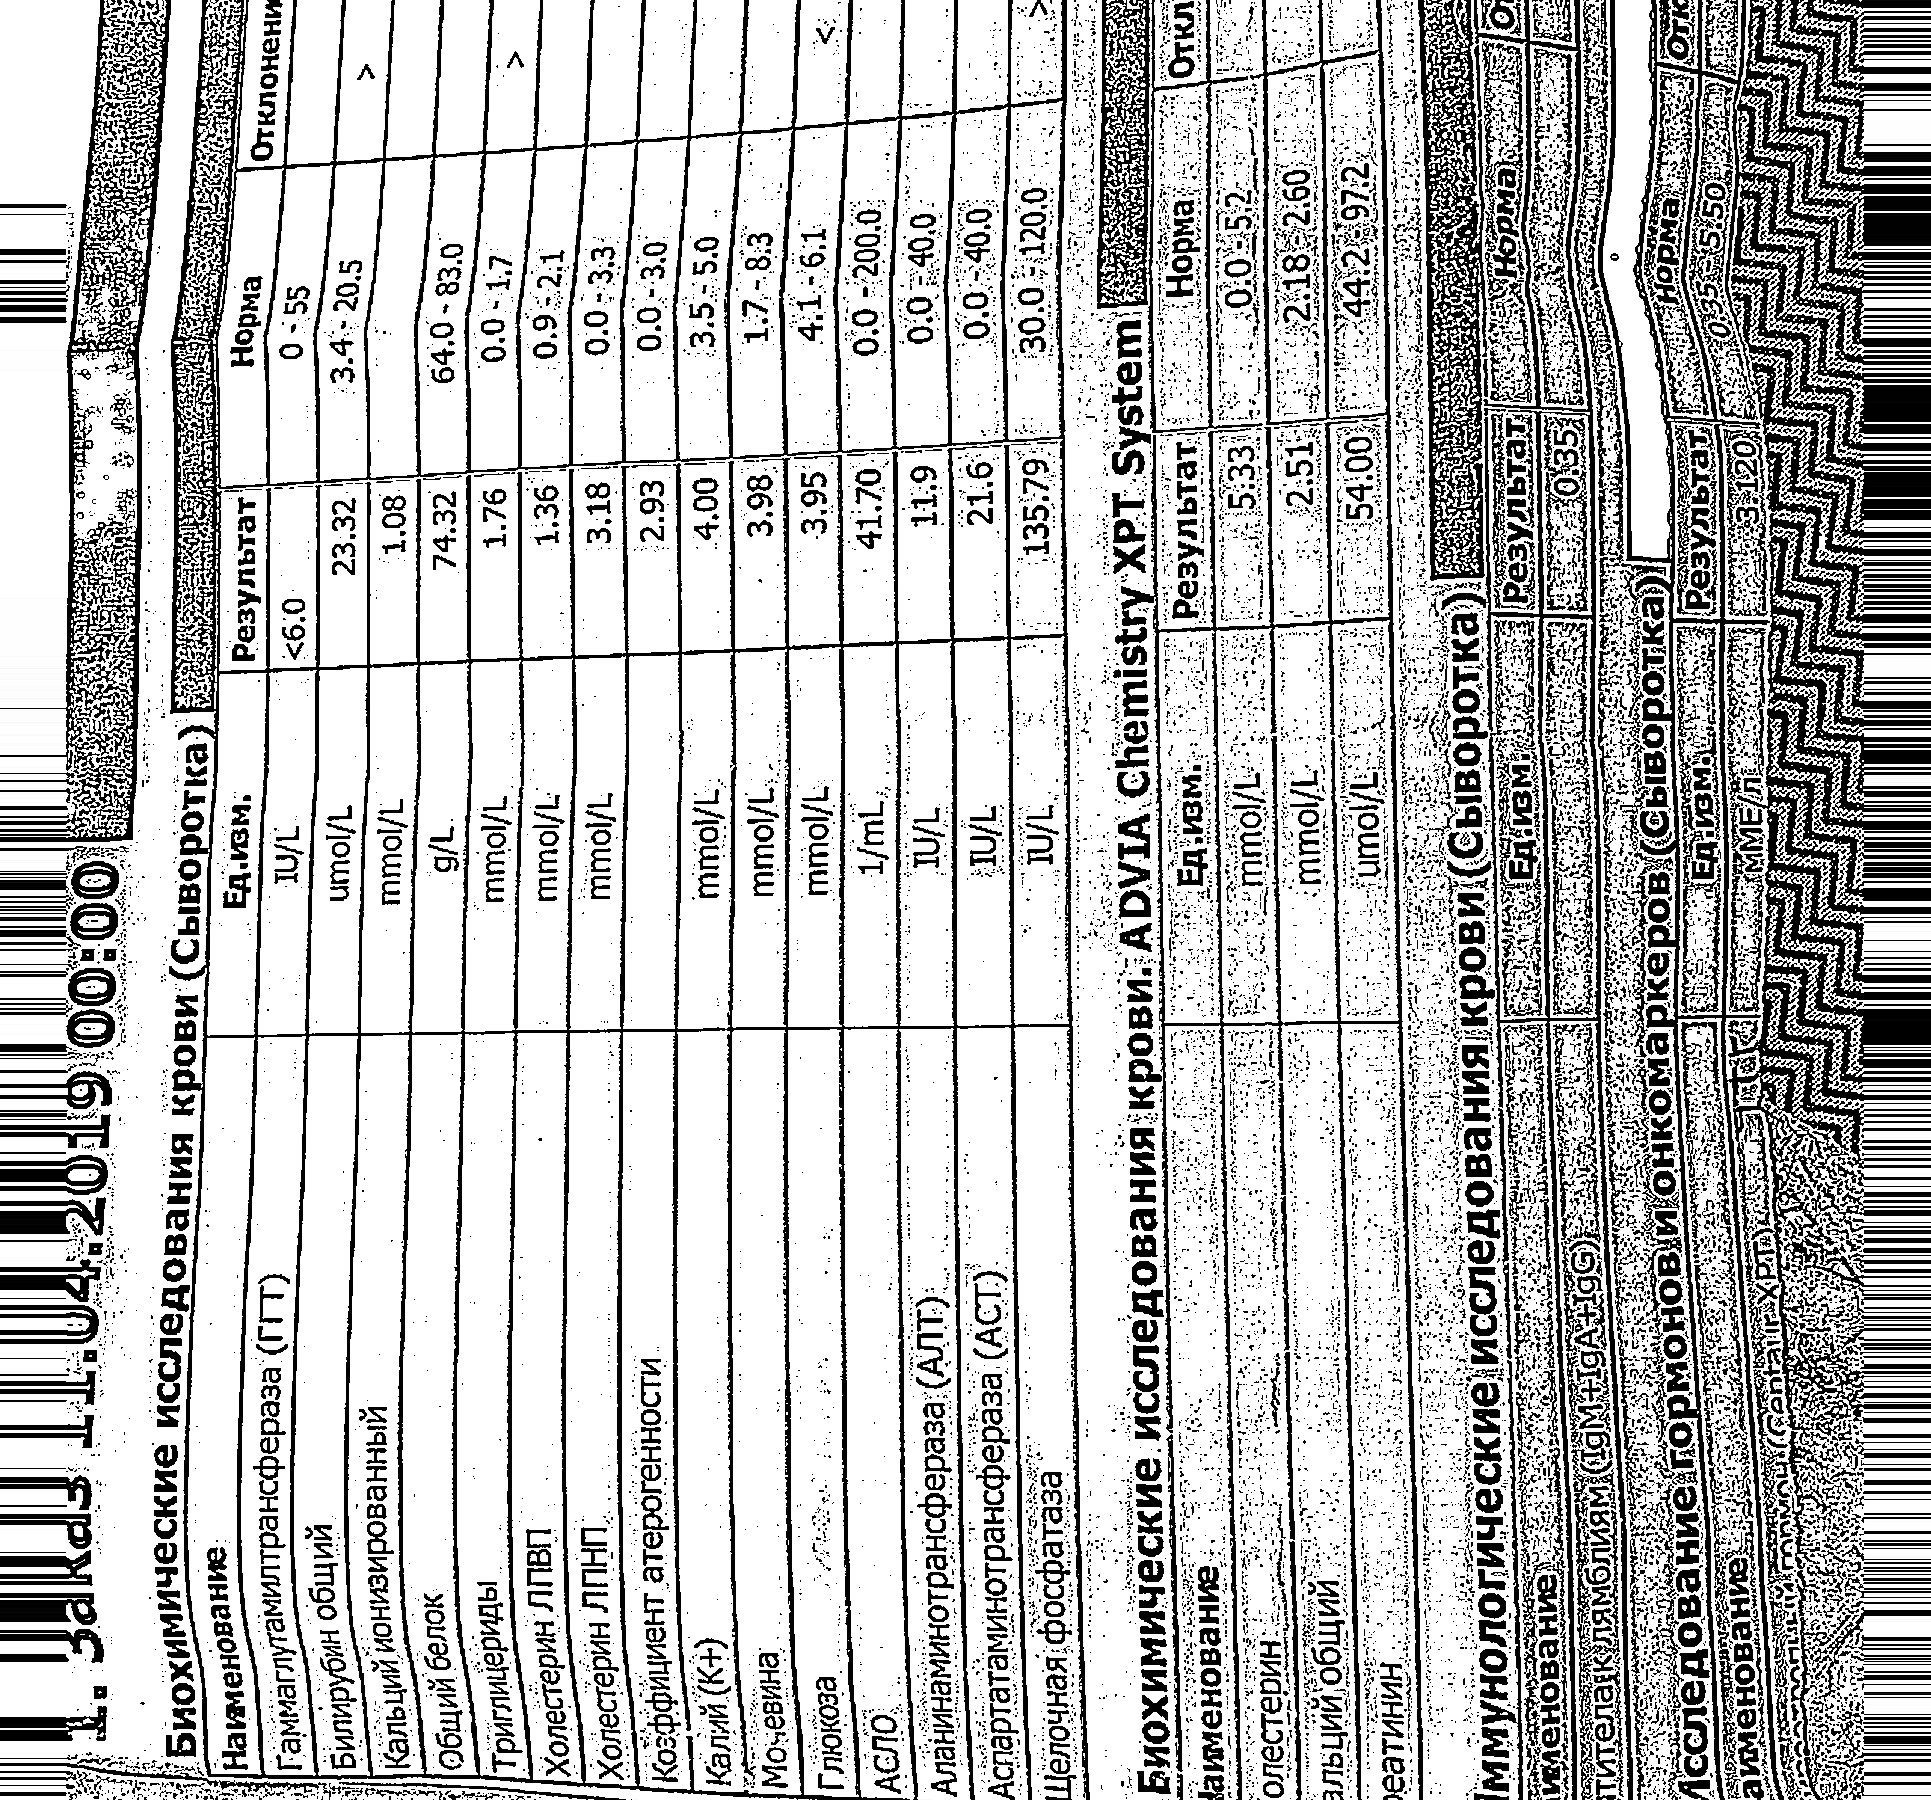 1. Заказ 11.04.2019 00:00
Биохимические исследования крови (Сыворотка)
Наименование Ед.изм. Результат Норма Отклонени
Гаммаглутамилтрансфераза (ГГТ) IU/L <6.0 0 - 55
Билирубин общий umol/L 23.32 3.4 - 20.5 >
Кальций ионизированный mmol/L 1.08
Общий белок g/L 74.32 64.0 - 83.0
Триглицериды mmol/L 1.76 0.0 - 1.7 >
Холестерин ЛПВП mmol/L 1.36 0.9 - 2.1
Холестерин ЛПНП mmol/L 3.18 0.0 - 3.3
Коэффициент атерогенности 2.93 0.0 - 3.0
Калий (К+) mmol/L 4.00 3.5 - 5.0
Мочевина mmol/L 3.98 1.7 - 8.3
Глюкоза mmol/L 3.95 4.1 - 6.1 <
АСЛО 1/mL 41.70 0.0 - 200.0
Аланинаминотрансфераза (АЛТ) IU/L 11.9 0.0 - 40.0
Аспартатаминотрансфераза (АСТ) IU/L 21.6 0.0 - 40.0
Щелочная фосфатаза IU/L 135.79 30.0 - 120.0 >
Биохимические исследования крови. ADVIA Chemistry XPT System
аименование Ед.изм. Результат Норма Откл
олестерин mmol/L 5.33 0.0 - 5.2
альций общий mmol/L 2.51 2.18 - 2.60
реатинин umol/L 54.00 44.2 - 97.2
ммунологические исследования крови (Сыворотка)
именование Ед.изм. Результат Норма От
тител к лямблиям (IgM+IgA+IgG) 0.35
Исследование гормонов и онкомаркеров (Сыворотка)
аименование Ед.изм. Результат Норма Отк
(Centaur XPT) мМЕ/л 3.120 0.35 - 5.50